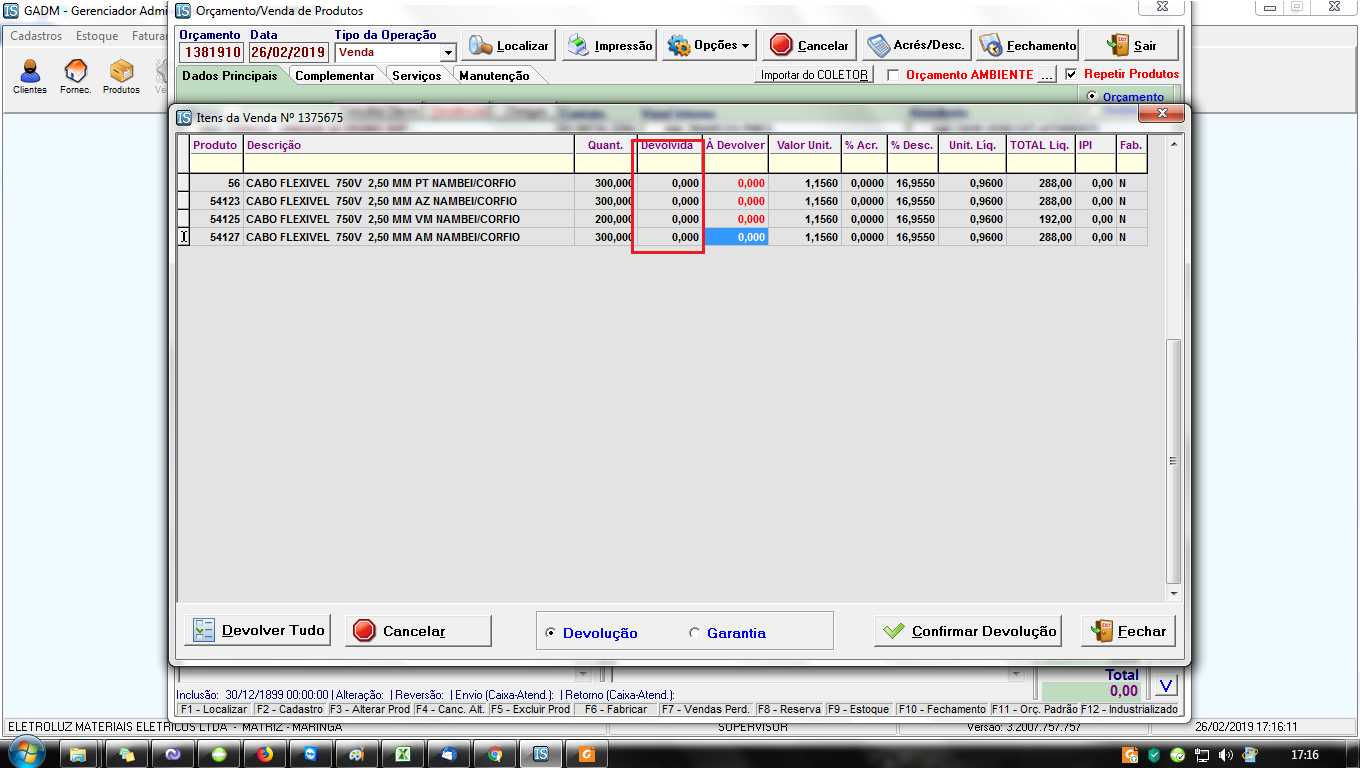 GADM - Gerenciador Admi
Orçamento/Venda de Produtos
Cadastros Estoque Fatura
Clientes Fornec. Produtos
Orçamento Data Tipo da Operação
1381910 26/02/2019 Venda
Localizar Impressão Opções Cancelar Acrés/Desc. Fechamento Sair
Dados Principais Complementar Serviços Manutenção
Importar do COLETOR Orçamento AMBIENTE ... Repetir Produtos
Orçamento
Itens da Venda Nº 1375675
Produto Descrição Quant. Devolvida À Devolver Valor Unit. % Acr. % Desc. Unit. Líq. TOTAL Liq. IPI Fab.
56 CABO FLEXIVEL 750V 2,50 MM PT NAMBEI/CORFIO 300,000 0,000 0,000 1,1560 0,0000 16,9550 0,9600 288,00 0,00 N
54123 CABO FLEXIVEL 750V 2,50 MM AZ NAMBEI/CORFIO 300,000 0,000 0,000 1,1560 0,0000 16,9550 0,9600 288,00 0,00 N
54125 CABO FLEXIVEL 750V 2,50 MM VM NAMBEI/CORFIO 200,000 0,000 0,000 1,1560 0,0000 16,9550 0,9600 192,00 0,00 N
54127 CABO FLEXIVEL 750V 2,50 MM AM NAMBEI/CORFIO 300,000 0,000 0,000 1,1560 0,0000 16,9550 0,9600 288,00 0,00 N
Devolver Tudo Cancelar Devolução Garantia Confirmar Devolução Fechar
Total
0,00
V
Inclusão: 30/12/1899 00:00:00 | Alteração: | Reversão: | Envio (Caixa-Atend.): | Retorno (Caixa-Atend.):
F1 - Localizar F2 - Cadastro F3 - Alterar Prod F4 - Canc. Alt. F5 - Excluir Prod F6 - Fabricar F7 - Vendas Perd. F8 - Reserva F9 - Estoque F10 - Fechamento F11 - Orç. Padrão F12 - Industrializado
ELETROLUZ MATERIAIS ELETRICOS LTDA - MATRIZ - MARINGA SUPERVISOR Versão: 3.2007.757.757 26/02/2019 17:16:11
17:16